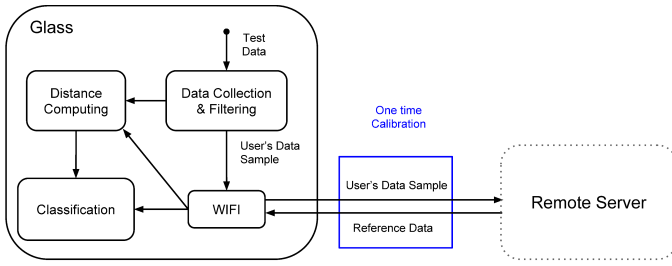 Glass
Test
Data
Distance
Computing
Data Collection
& Filtering
One time
Calibration
User's Data
Sample
User's Data Sample
Remote Server
Classification
WIFI
Reference Data